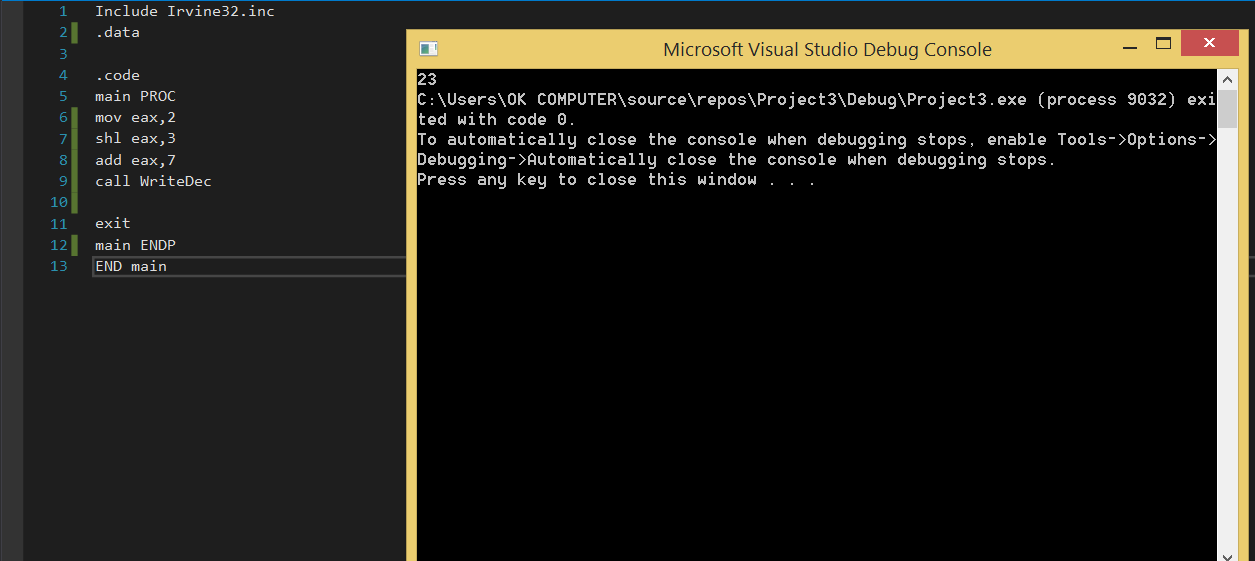 1 Include Irvine32.inc
2 .data
3
4 .code
5 main PROC
6 mov eax,2
7 shl eax,3
8 add eax,7
9 call WriteDec
10
11 exit
12 main ENDP
13 END main
Microsoft Visual Studio Debug Console
23
C:\Users\OK COMPUTER\source\repos\Project3\Debug\Project3.exe (process 9032) exi
ted with code 0.
To automatically close the console when debugging stops, enable Tools->Options->
Debugging->Automatically close the console when debugging stops.
Press any key to close this window . . .